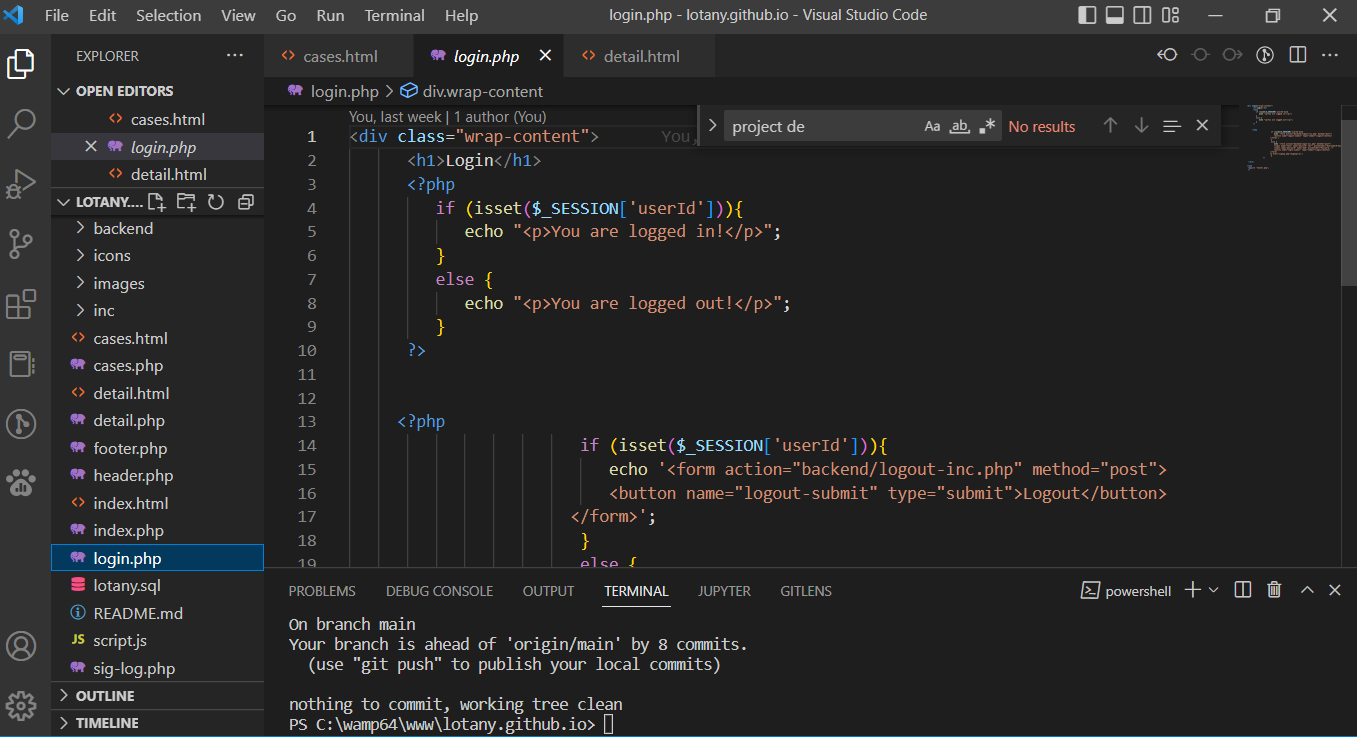 File Edit Selection View Go Run Terminal Help login.php - lotany.github.io - Visual Studio Code
EXPLORER
OPEN EDITORS
cases.html
login.php
detail.html
LOTANY....
backend
icons
images
inc
cases.html
cases.php
detail.html
detail.php
footer.php
header.php
index.html
index.php
login.php
lotany.sql
README.md
JS script.js
sig-log.php
OUTLINE
TIMELINE
cases.html login.php detail.html
login.php > div.wrap-content
project de Aa ab No results
You, last week | 1 author (You)
1 <div class="wrap-content"> You,
2 <h1>Login</h1>
3 <?php
4 if (isset($_SESSION['userId'])){
5 echo "<p>You are logged in!</p>";
6 }
7 else {
8 echo "<p>You are logged out!</p>";
9 }
10 ?>
11
12
13 <?php
14 if (isset($_SESSION['userId'])){
15 echo '<form action="backend/logout-inc.php" method="post">
16 <button name="logout-submit" type="submit">Logout</button>
17 </form>';
18 }
19 else {
PROBLEMS DEBUG CONSOLE OUTPUT TERMINAL JUPYTER GITLENS powershell
On branch main
Your branch is ahead of 'origin/main' by 8 commits.
(use "git push" to publish your local commits)
nothing to commit, working tree clean
PS C:\wamp64\www\lotany.github.io>